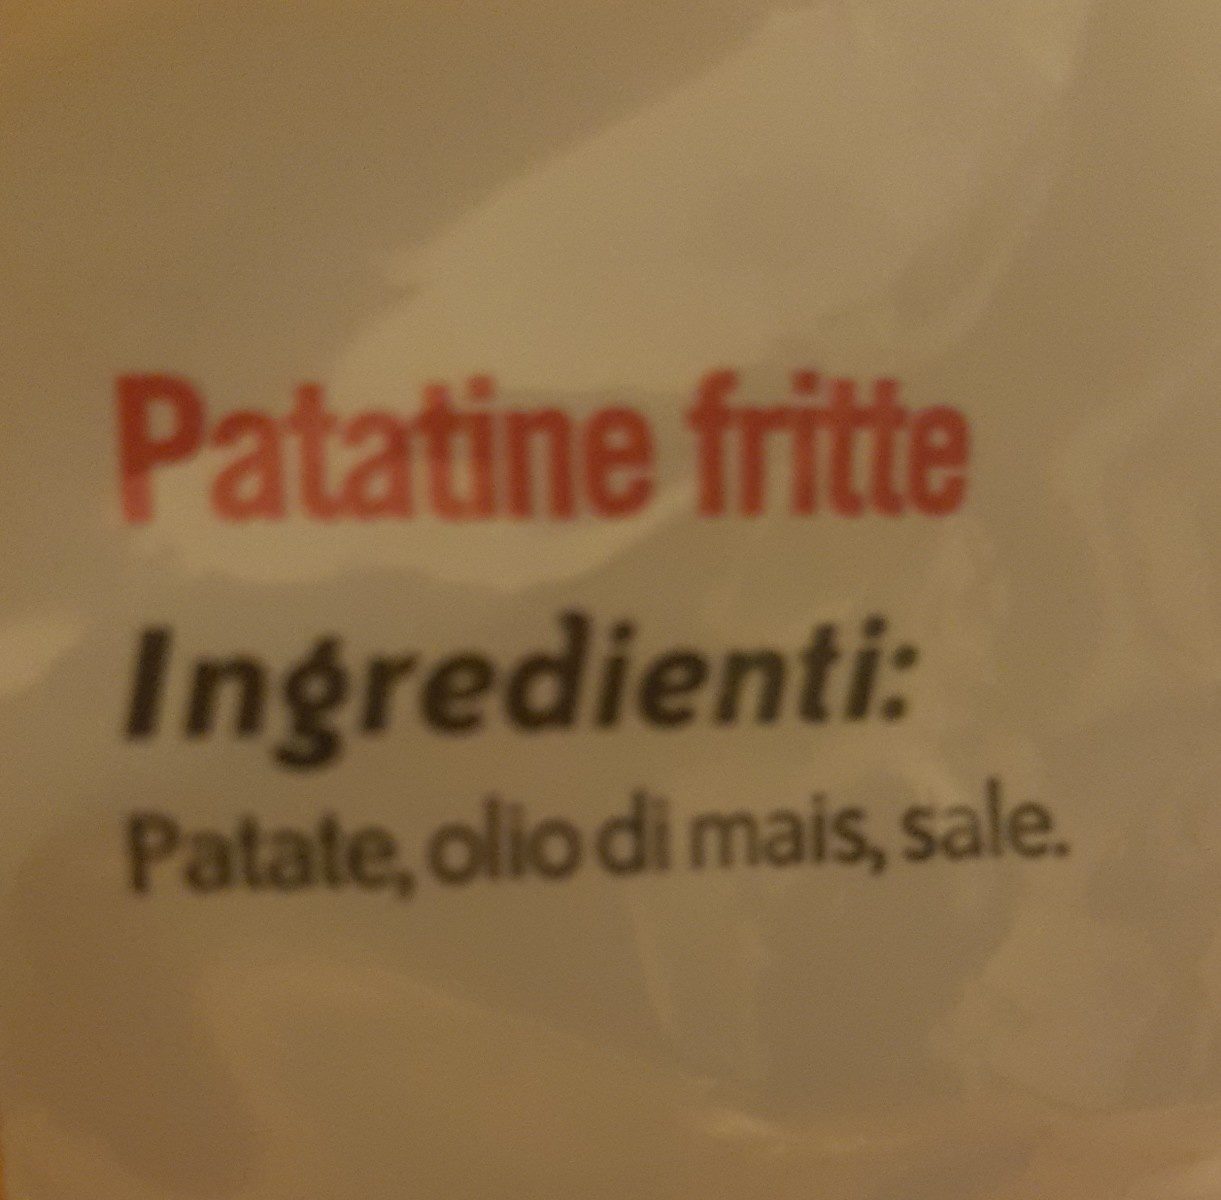 Patatine fritte
Ingredienti:
Patate, olio di mais, sale.